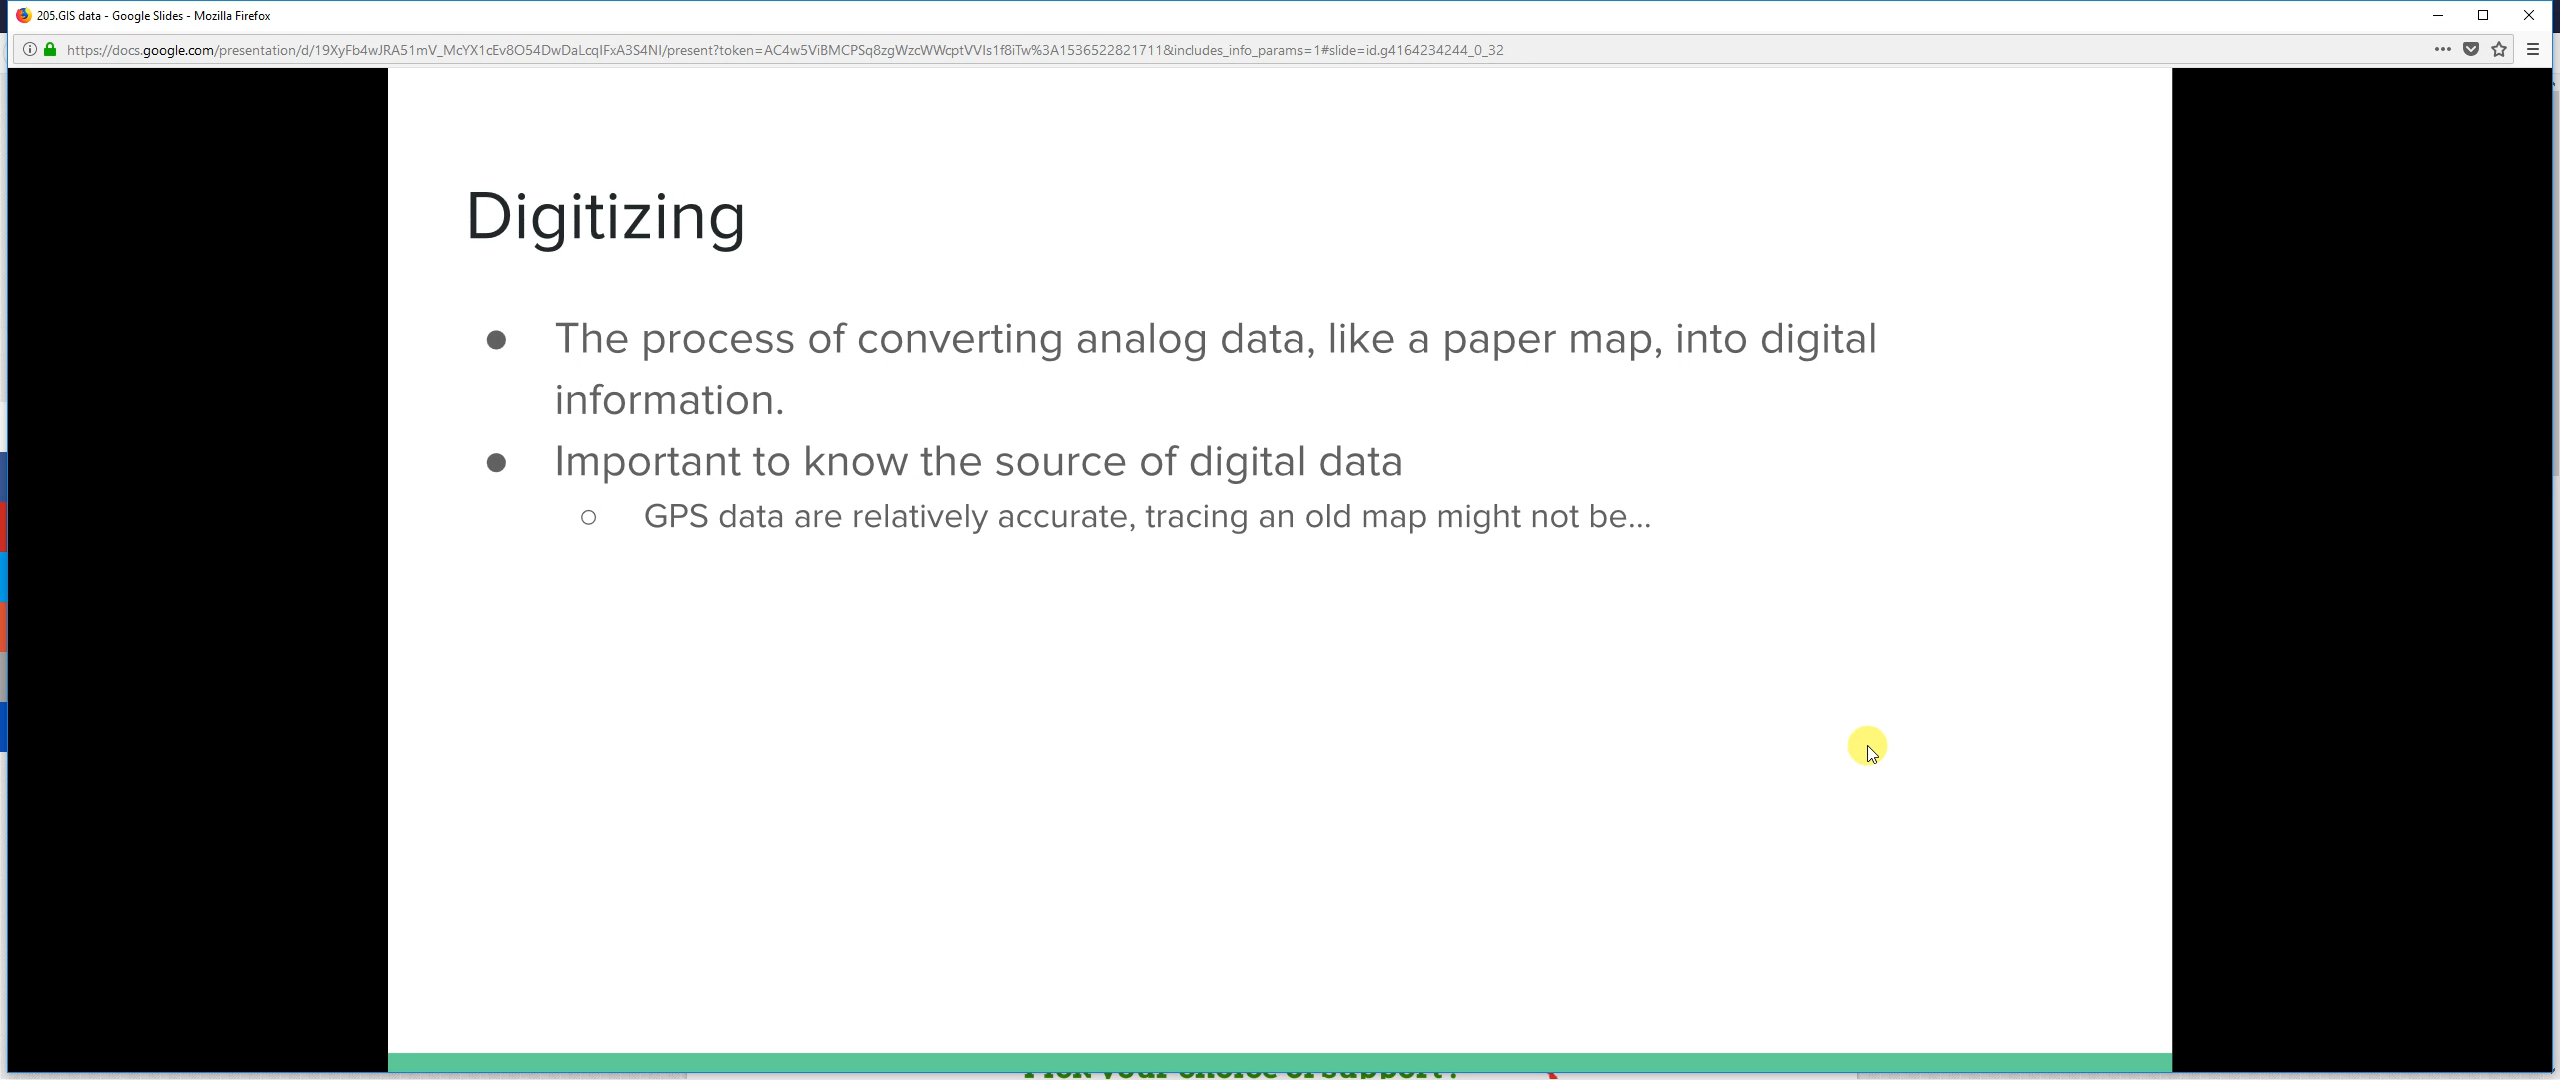 205.GIS data - Google Slides - Mozilla Firefox
https://docs.google.com/presentation/d/19XyFb4wJRA51mV_McYX1cEv8O54DwDaLcqIFxA3S4NI/present?token=AC4w5ViBMCPSq8zgWzcWWcptVVIs1f8iTw%3A1536522821711&includes_info_params=1#slide=id.g4164234244_0_32
Digitizing
● The process of converting analog data, like a paper map, into digital
information.
● Important to know the source of digital data
○ GPS data are relatively accurate, tracing an old map might not be...